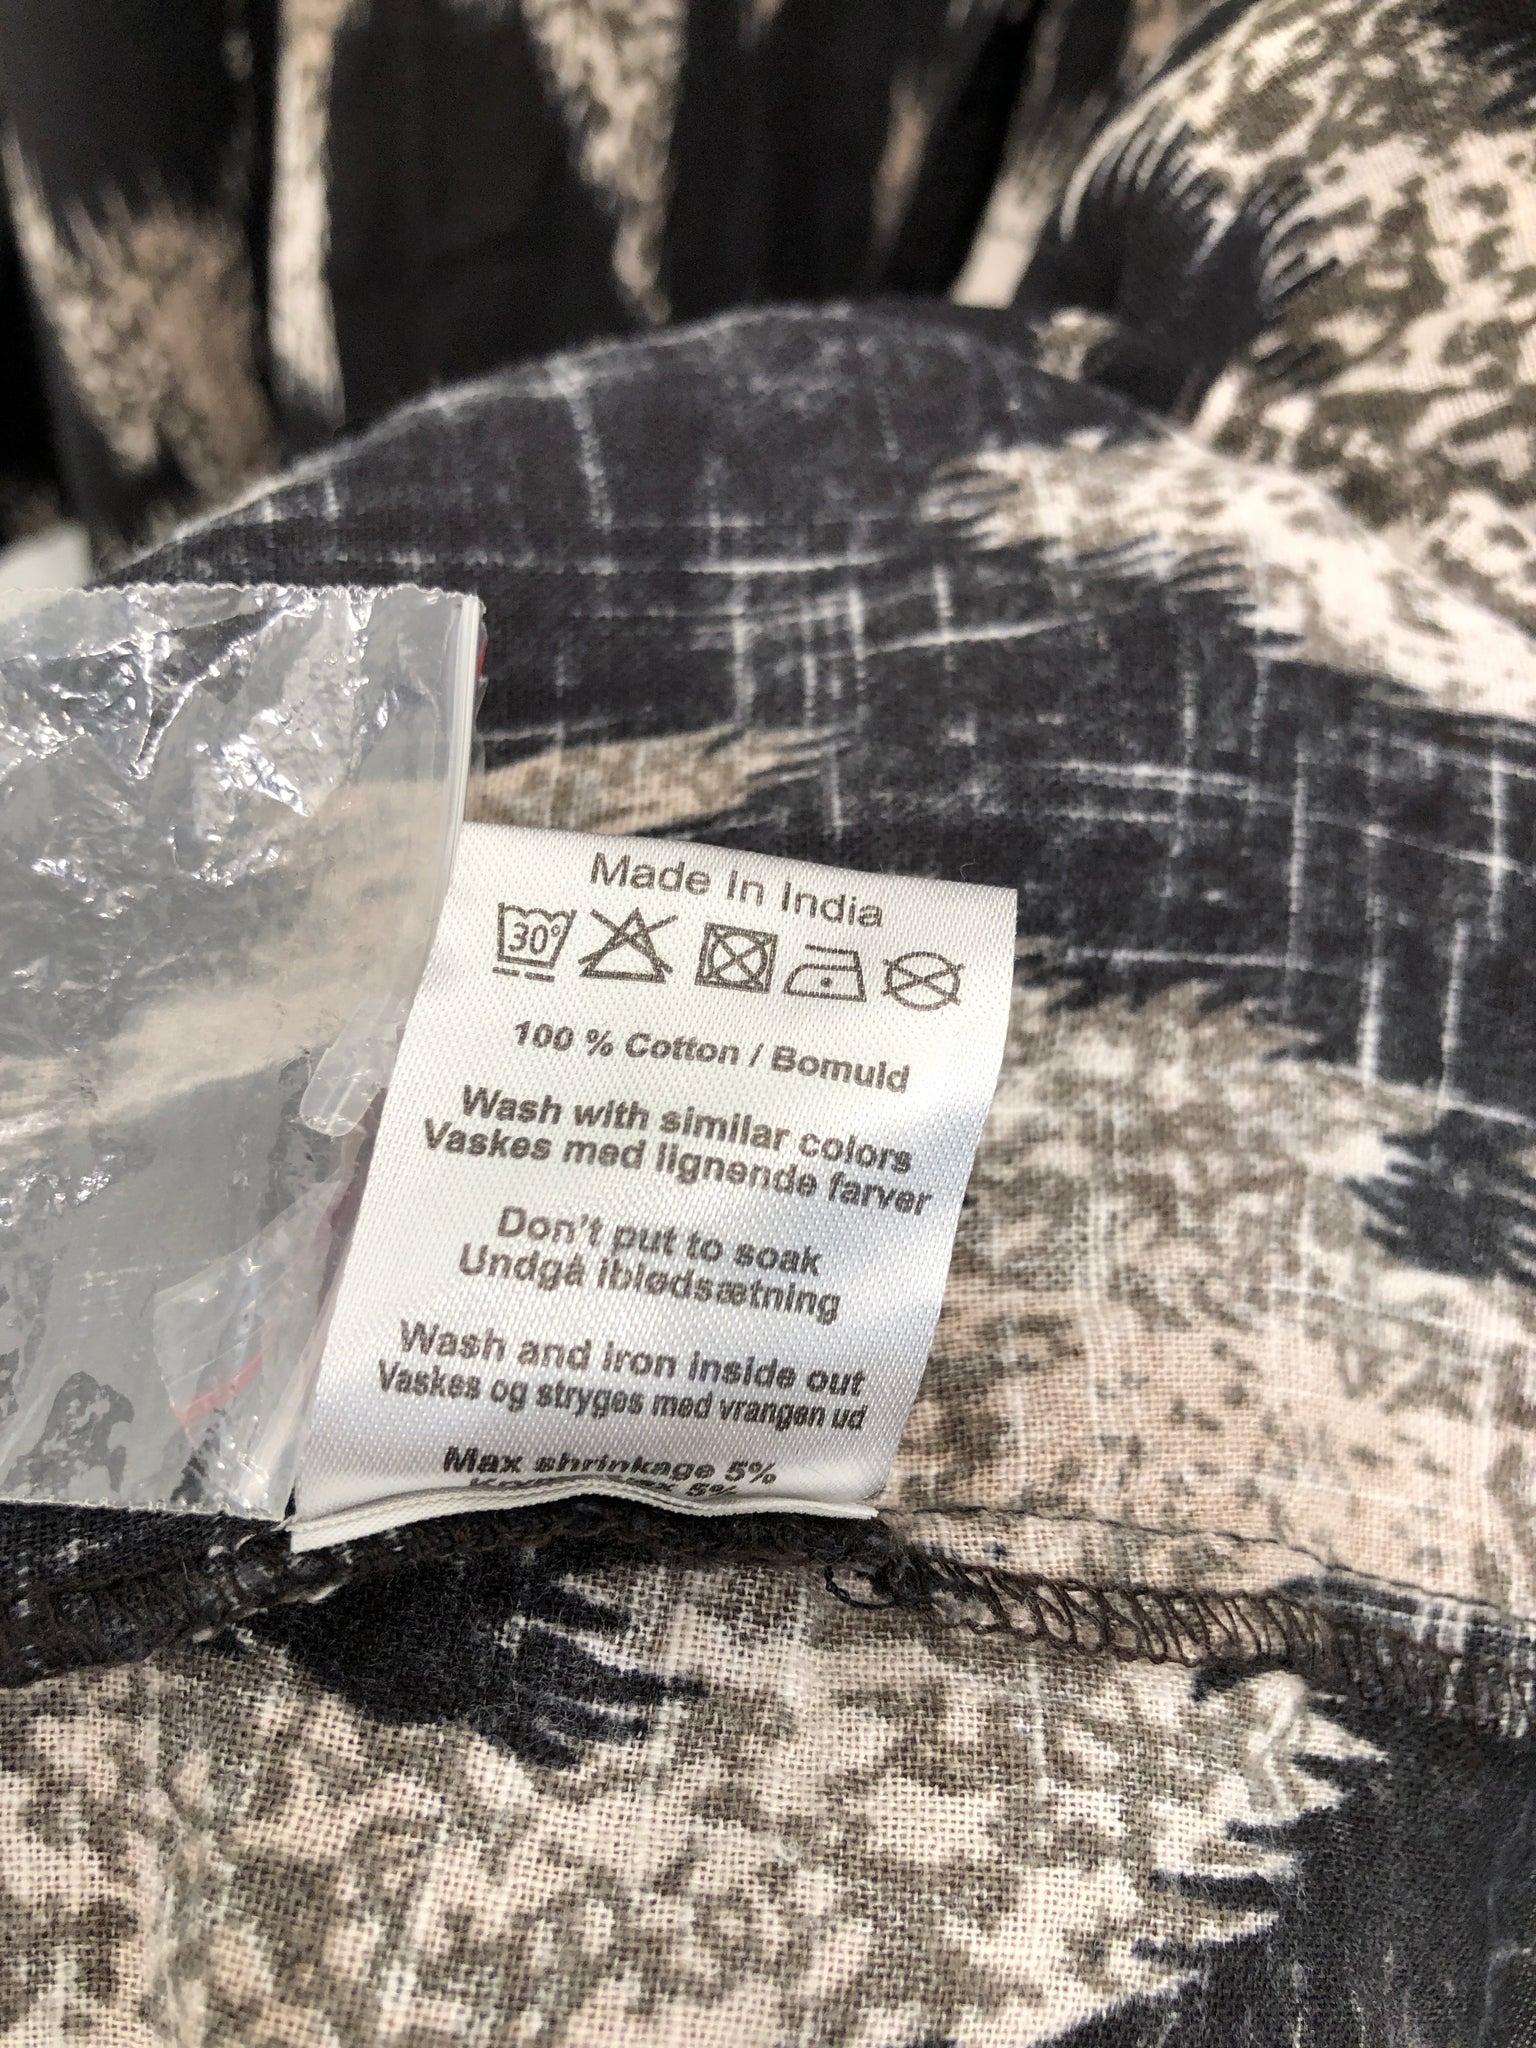 Made In India
30°
100 % Cotton / Bomuld
Wash with similar colors
Vaskes med lignende farver
Don't put to soak
Undgå iblødsætning
Wash and iron inside out
Vaskes og stryges med vrangen ud
Max shrinkage 5%
5%